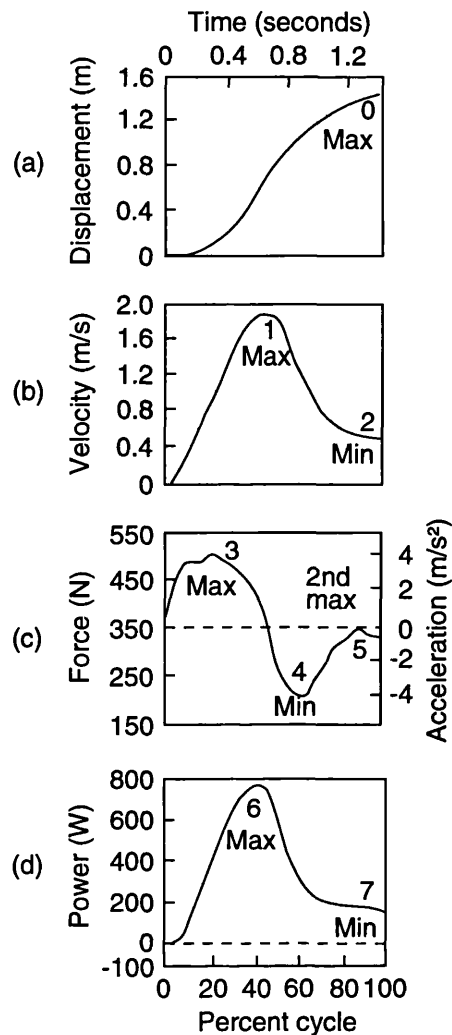 Time (seconds)
0 0.4 0.8 1.2
(a)
Displacement (m)
1.6
1.2
0.8
0.4
0
0
Max
(b)
Velocity (m/s)
2.0
1.6
1.2
0.8
0.4
0
1
Max
2
Min
(c)
Force (N)
550
450
350
250
150
3
Max
2nd
max
4
Min
5
4
2
0
-2
-4
Acceleration (m/s²)
(d)
Power (W)
800
600
400
200
0
-100
6
Max
7
Min
0 20 40 60 80 100
Percent cycle